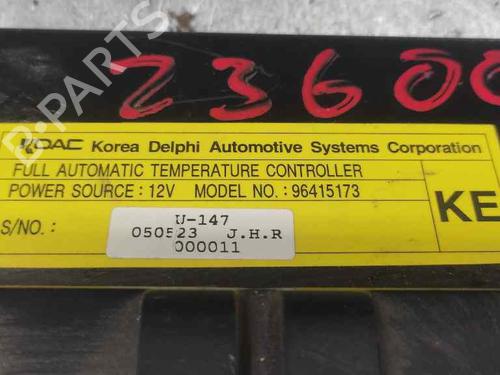 23600
KDAC Korea Delphi Automotive Systems Corporation
FULL AUTOMATIC TEMPERATURE CONTROLLER
POWER SOURCE : 12V MODEL NO. : 96415173
KE
S/NO. :
U-147
050523 J.H.R
000011
B-PARTS